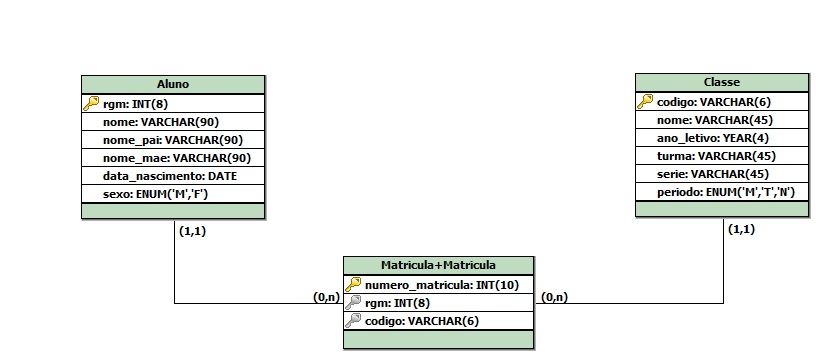 Aluno
rgm: INT(8)
nome: VARCHAR(90)
nome_pai: VARCHAR(90)
nome_mae: VARCHAR(90)
data_nascimento: DATE
sexo: ENUM('M','F')
(1,1)
Classe
codigo: VARCHAR(6)
nome: VARCHAR(45)
ano_letivo: YEAR(4)
turma: VARCHAR(45)
serie: VARCHAR(45)
periodo: ENUM('M','T','N')
(1,1)
Matricula+Matricula
numero_matricula: INT(10)
(0,n)
rgm: INT(8)
(0,n)
codigo: VARCHAR(6)